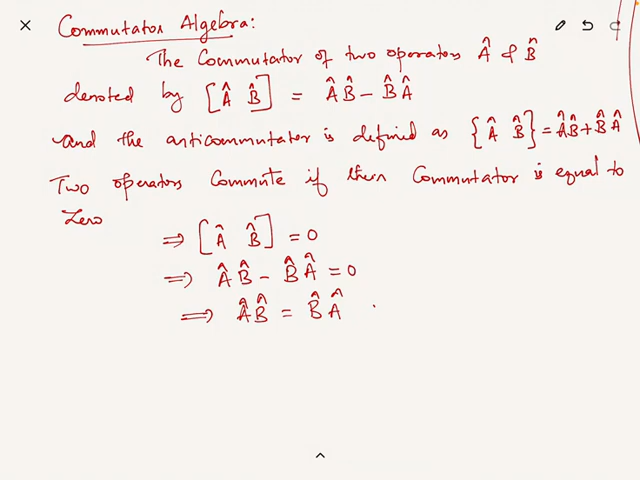 Commutator Algebra:
The Commutator of two operators Â & B̂
denoted by [Â B̂] = ÂB̂ − B̂Â
and the anticommutator is defined as {Â B̂} = ÂB̂ + B̂Â
Two operators Commute if their Commutator is equal to
Zero
⇒ [Â B̂] = 0
⇒ ÂB̂ − B̂Â = 0
⇒ ÂB̂ = B̂Â